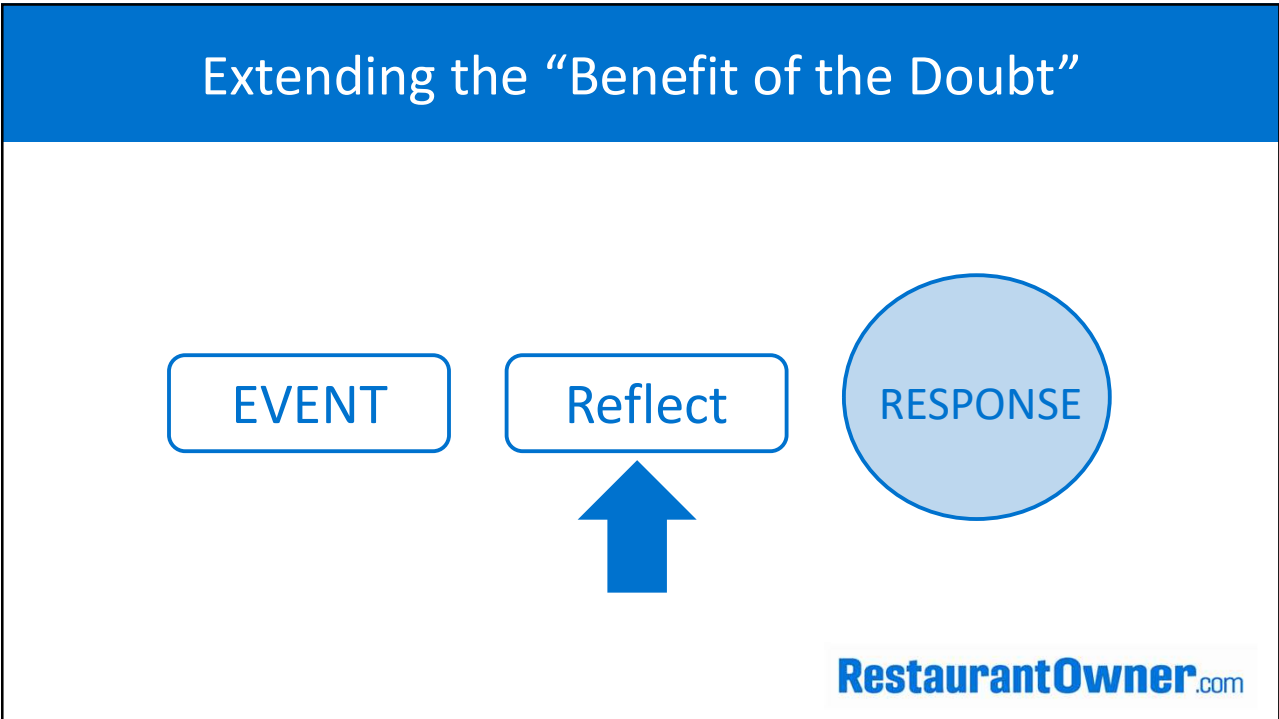 Extending the “Benefit of the Doubt”
EVENT
Reflect
RESPONSE
RestaurantOwner.com